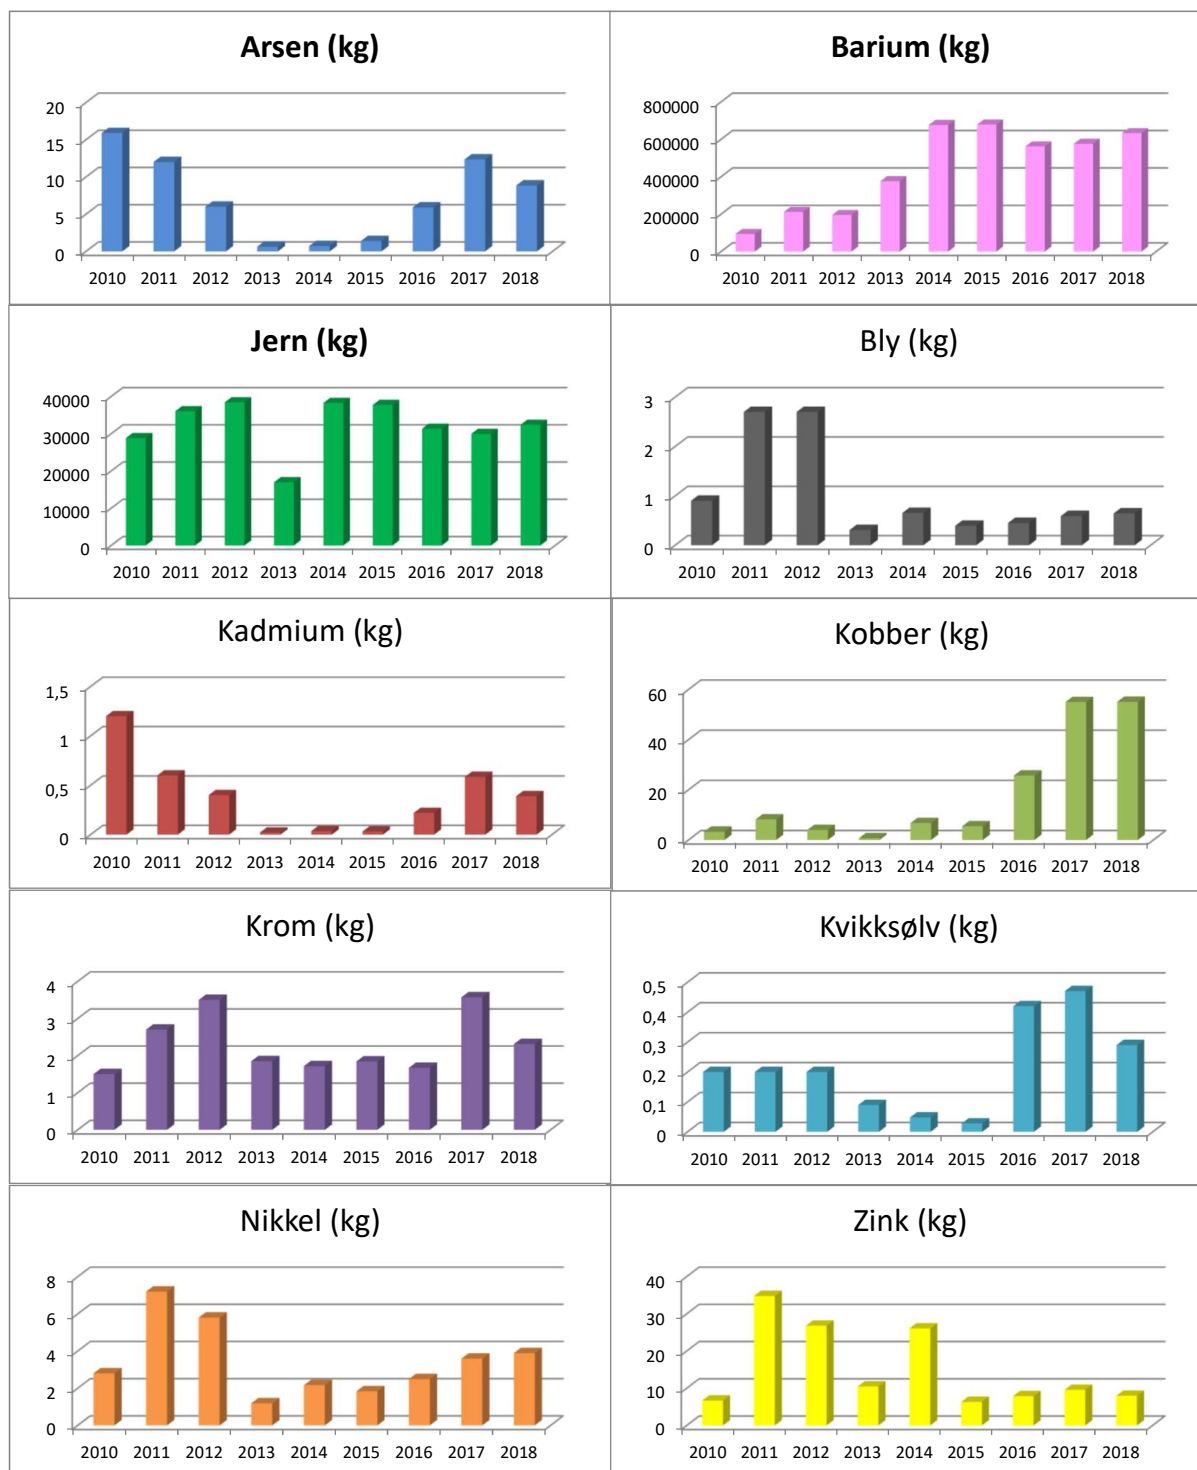 Arsen (kg)
20
15
10
5
0
2010 2011 2012 2013 2014 2015 2016 2017 2018
Barium (kg)
800000
600000
400000
200000
0
2010 2011 2012 2013 2014 2015 2016 2017 2018
Jern (kg)
40000
30000
20000
10000
0
2010 2011 2012 2013 2014 2015 2016 2017 2018
Bly (kg)
3
2
1
0
2010 2011 2012 2013 2014 2015 2016 2017 2018
Kadmium (kg)
1,5
1
0,5
0
2010 2011 2012 2013 2014 2015 2016 2017 2018
Kobber (kg)
60
40
20
0
2010 2011 2012 2013 2014 2015 2016 2017 2018
Krom (kg)
4
3
2
1
0
2010 2011 2012 2013 2014 2015 2016 2017 2018
Kvikksølv (kg)
0,5
0,4
0,3
0,2
0,1
0
2010 2011 2012 2013 2014 2015 2016 2017 2018
Nikkel (kg)
8
6
4
2
0
2010 2011 2012 2013 2014 2015 2016 2017 2018
Zink (kg)
40
30
20
10
0
2010 2011 2012 2013 2014 2015 2016 2017 2018